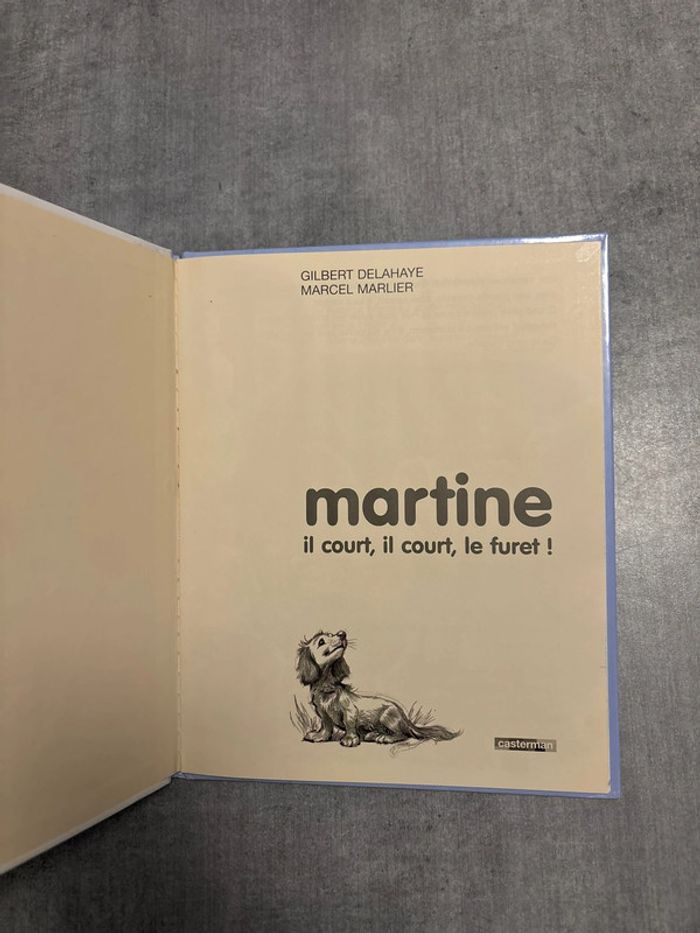 GILBERT DELAHAYE
MARCEL MARLIER
martine
il court, il court, le furet !
casterman